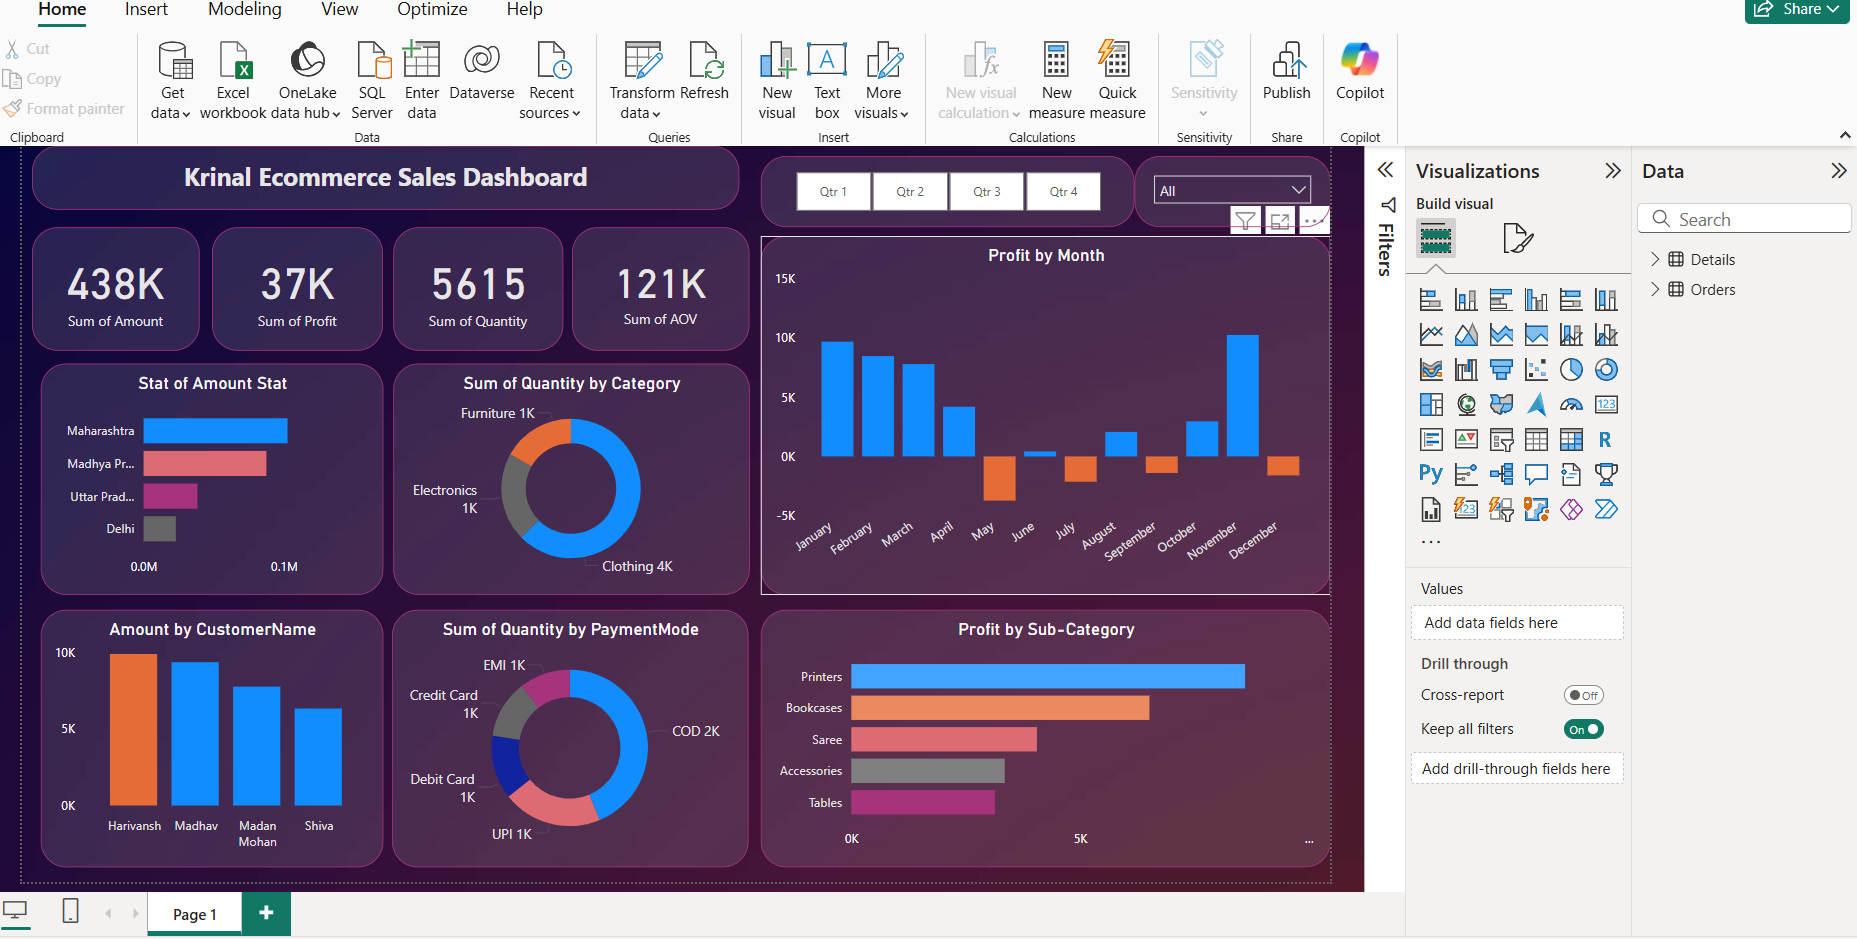 Home Insert Modeling View Optimize Help
Share
Cut
Copy
Format painter
Clipboard
Get data
Excel workbook
OneLake data hub
SQL Server
Enter data
Dataverse
Recent sources
Data
Transform data
Refresh
Queries
New visual
Text box
More visuals
Insert
New visual calculation
New measure
Quick measure
Calculations
Sensitivity
Sensitivity
Publish
Share
Copilot
Copilot
Krinal Ecommerce Sales Dashboard
Qtr 1 Qtr 2 Qtr 3 Qtr 4
All
438K
Sum of Amount
37K
Sum of Profit
5615
Sum of Quantity
121K
Sum of AOV
Profit by Month
15K
10K
5K
0K
-5K
January February March April May June July August September October November December
Stat of Amount Stat
Maharashtra
Madhya Pr...
Uttar Prad...
Delhi
0.0M 0.1M
Sum of Quantity by Category
Furniture 1K
Electronics
1K
Clothing 4K
Amount by CustomerName
10K
5K
0K
Harivansh Madhav Madan Mohan Shiva
Sum of Quantity by PaymentMode
EMI 1K
Credit Card
1K
COD 2K
Debit Card
1K
UPI 1K
Profit by Sub-Category
Printers
Bookcases
Saree
Accessories
Tables
0K 5K ...
Filters
Visualizations
Build visual
123
R
Py
123
...
Values
Add data fields here
Drill through
Cross-report Off
Keep all filters On
Add drill-through fields here
Data
Search
Details
Orders
Page 1